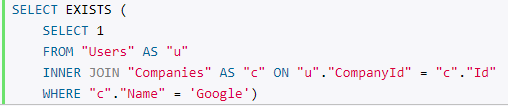 SELECT EXISTS (
    SELECT 1
    FROM "Users" AS "u"
    INNER JOIN "Companies" AS "c" ON "u"."CompanyId" = "c"."Id"
    WHERE "c"."Name" = 'Google')